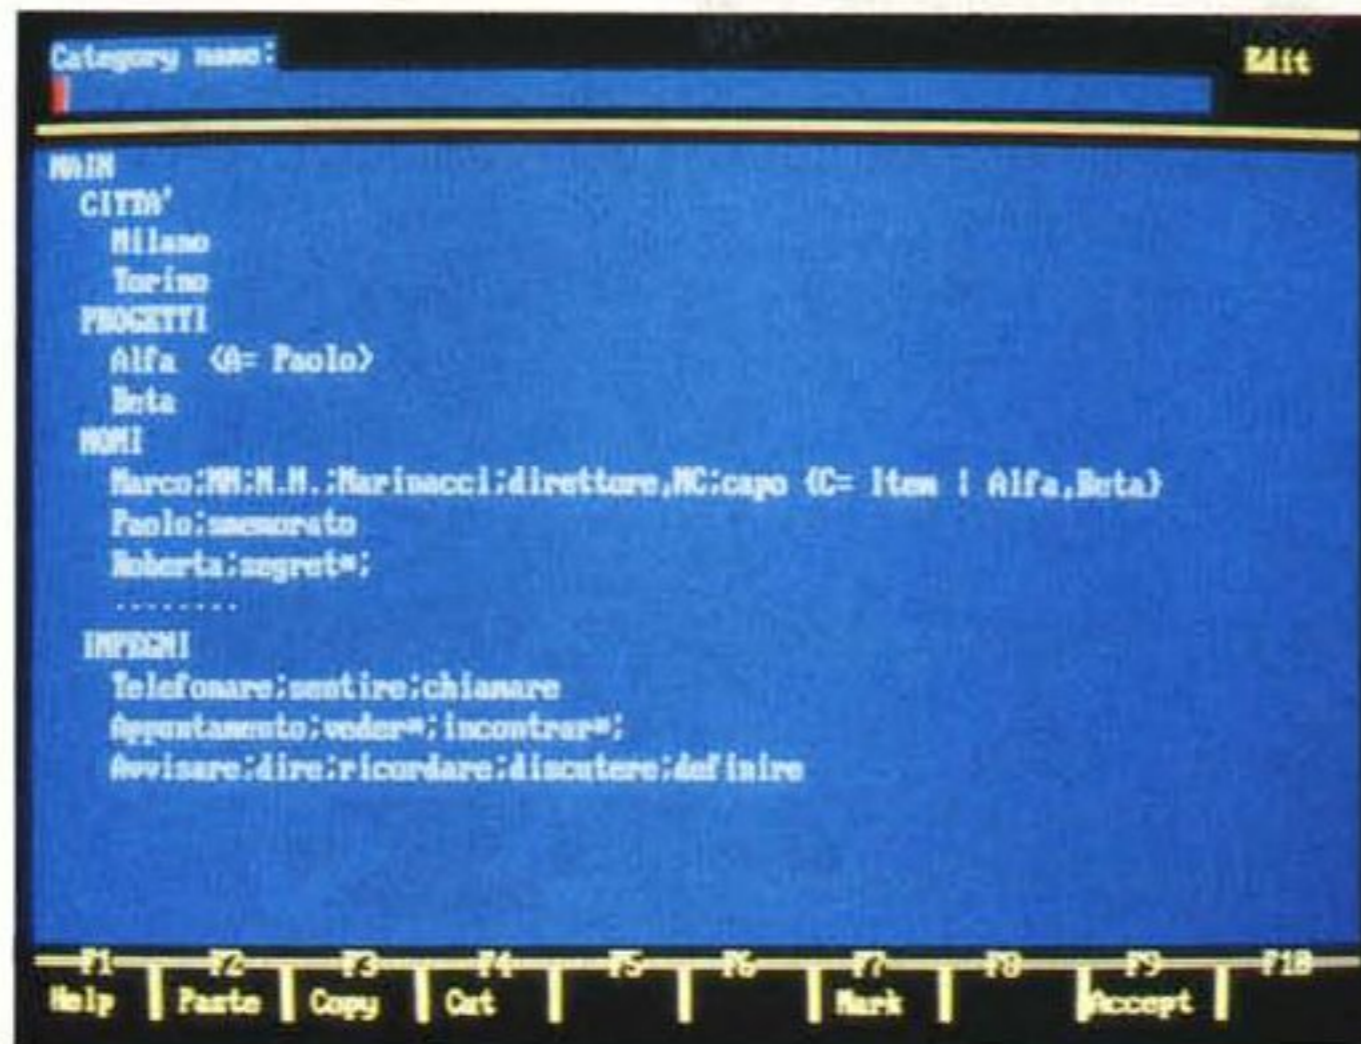 Category name:
Edit
MAIN
CITTA'
Milano
Torino
PROGETTI
Alfa {A= Paolo}
Beta
NOMI
Marco;MM;M.M.;Marinacci;direttore,MC;capo {C= Item | Alfa,Beta}
Paolo;smemorato
Roberta;segret*;
........
IMPEGNI
Telefonare;sentire;chiamare
Appuntamento;veder*;incontrar*;
Avvisare;dire;ricordare;discutere;definire
F1 F2 F3 F4 F5 F6 F7 F8 F9 F10
Help Paste Copy Cut Mark Accept